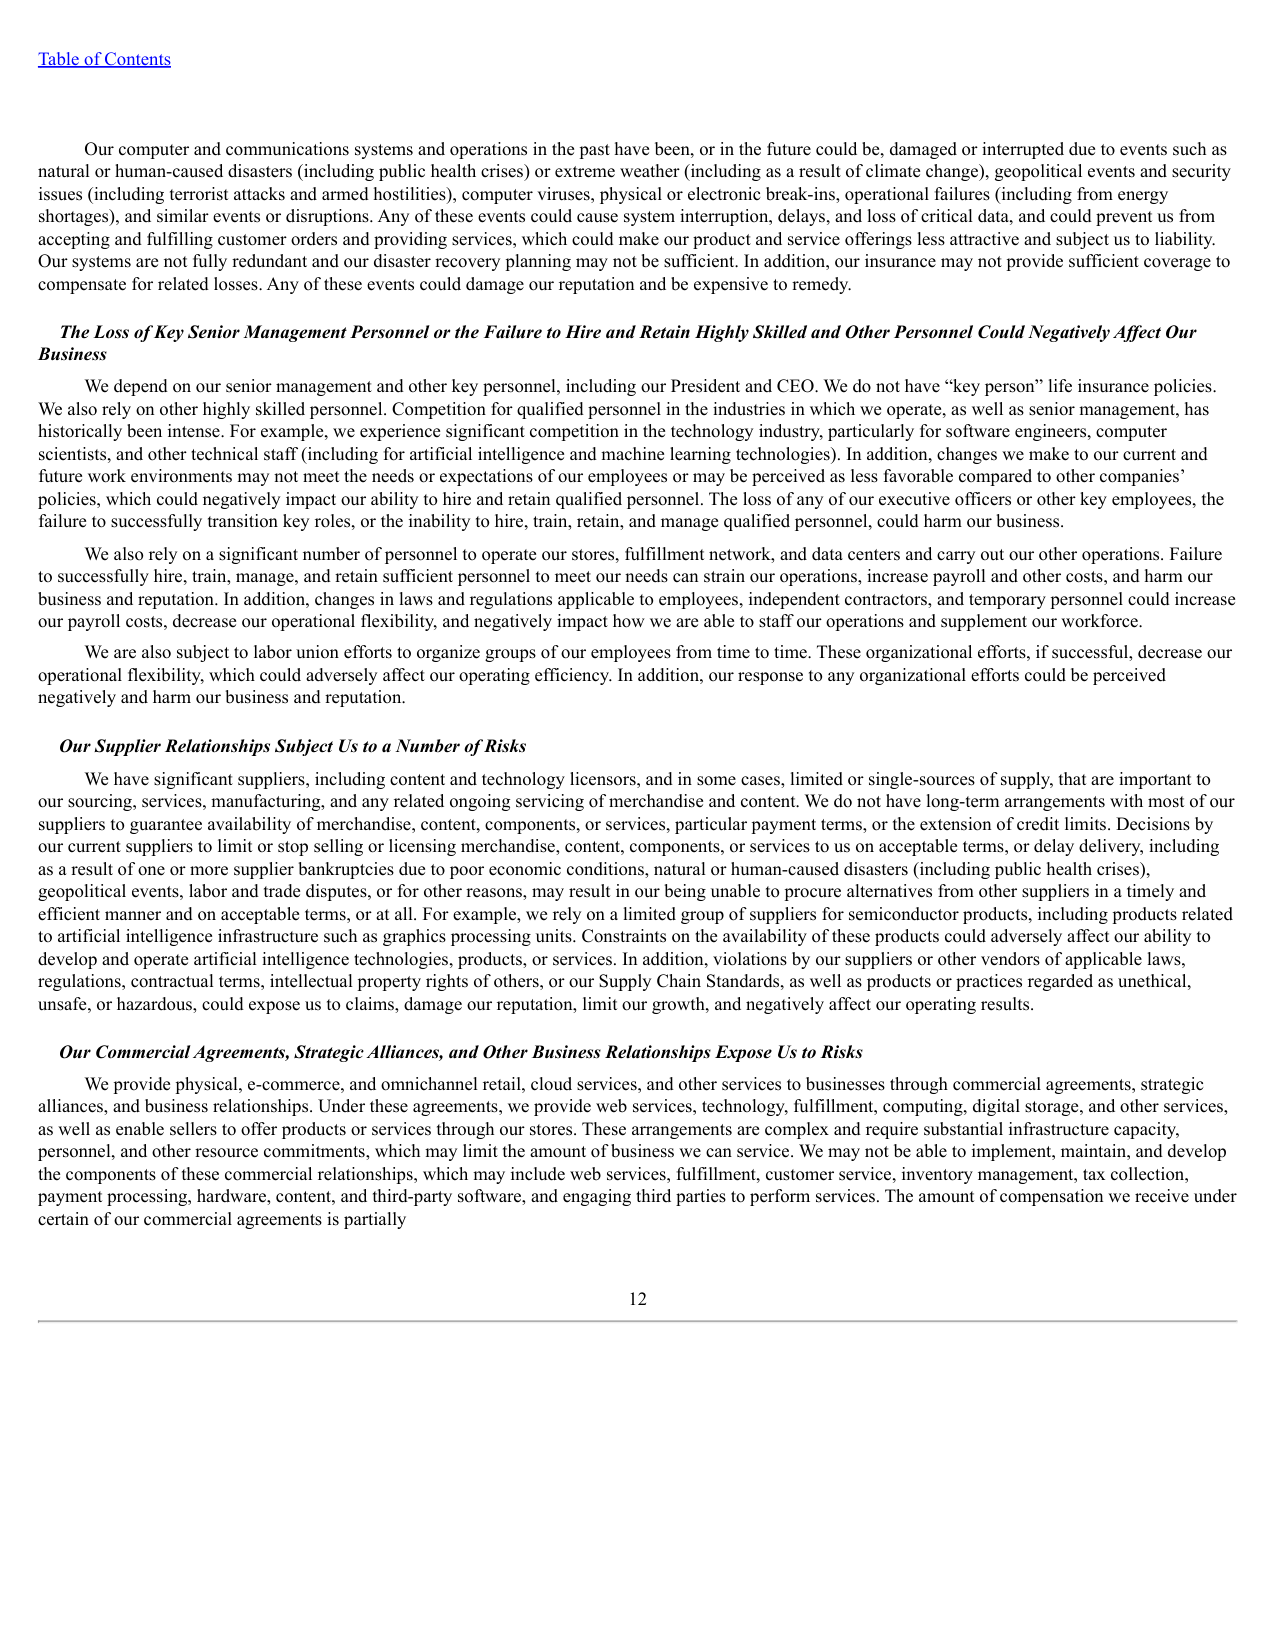 Table of Contents
Our computer and communications systems and operations in the past have been, or in the future could be, damaged or interrupted due to events such as
natural or human-caused disasters (including public health crises) or extreme weather (including as a result of climate change), geopolitical events and security
issues (including terrorist attacks and armed hostilities), computer viruses, physical or electronic break-ins, operational failures (including from energy
shortages), and similar events or disruptions. Any of these events could cause system interruption, delays, and loss of critical data, and could prevent us from
accepting and fulfilling customer orders and providing services, which could make our product and service offerings less attractive and subject us to liability.
Our systems are not fully redundant and our disaster recovery planning may not be sufficient. In addition, our insurance may not provide sufficient coverage to
compensate for related losses. Any of these events could damage our reputation and be expensive to remedy.
The Loss of Key Senior Management Personnel or the Failure to Hire and Retain Highly Skilled and Other Personnel Could Negatively Affect Our
Business
We depend on our senior management and other key personnel, including our President and CEO. We do not have “key person” life insurance policies.
We also rely on other highly skilled personnel. Competition for qualified personnel in the industries in which we operate, as well as senior management, has
historically been intense. For example, we experience significant competition in the technology industry, particularly for software engineers, computer
scientists, and other technical staff (including for artificial intelligence and machine learning technologies). In addition, changes we make to our current and
future work environments may not meet the needs or expectations of our employees or may be perceived as less favorable compared to other companies’
policies, which could negatively impact our ability to hire and retain qualified personnel. The loss of any of our executive officers or other key employees, the
failure to successfully transition key roles, or the inability to hire, train, retain, and manage qualified personnel, could harm our business.
We also rely on a significant number of personnel to operate our stores, fulfillment network, and data centers and carry out our other operations. Failure
to successfully hire, train, manage, and retain sufficient personnel to meet our needs can strain our operations, increase payroll and other costs, and harm our
business and reputation. In addition, changes in laws and regulations applicable to employees, independent contractors, and temporary personnel could increase
our payroll costs, decrease our operational flexibility, and negatively impact how we are able to staff our operations and supplement our workforce.
We are also subject to labor union efforts to organize groups of our employees from time to time. These organizational efforts, if successful, decrease our
operational flexibility, which could adversely affect our operating efficiency. In addition, our response to any organizational efforts could be perceived
negatively and harm our business and reputation.
Our Supplier Relationships Subject Us to a Number of Risks
We have significant suppliers, including content and technology licensors, and in some cases, limited or single-sources of supply, that are important to
our sourcing, services, manufacturing, and any related ongoing servicing of merchandise and content. We do not have long-term arrangements with most of our
suppliers to guarantee availability of merchandise, content, components, or services, particular payment terms, or the extension of credit limits. Decisions by
our current suppliers to limit or stop selling or licensing merchandise, content, components, or services to us on acceptable terms, or delay delivery, including
as a result of one or more supplier bankruptcies due to poor economic conditions, natural or human-caused disasters (including public health crises),
geopolitical events, labor and trade disputes, or for other reasons, may result in our being unable to procure alternatives from other suppliers in a timely and
efficient manner and on acceptable terms, or at all. For example, we rely on a limited group of suppliers for semiconductor products, including products related
to artificial intelligence infrastructure such as graphics processing units. Constraints on the availability of these products could adversely affect our ability to
develop and operate artificial intelligence technologies, products, or services. In addition, violations by our suppliers or other vendors of applicable laws,
regulations, contractual terms, intellectual property rights of others, or our Supply Chain Standards, as well as products or practices regarded as unethical,
unsafe, or hazardous, could expose us to claims, damage our reputation, limit our growth, and negatively affect our operating results.
Our Commercial Agreements, Strategic Alliances, and Other Business Relationships Expose Us to Risks
We provide physical, e-commerce, and omnichannel retail, cloud services, and other services to businesses through commercial agreements, strategic
alliances, and business relationships. Under these agreements, we provide web services, technology, fulfillment, computing, digital storage, and other services,
as well as enable sellers to offer products or services through our stores. These arrangements are complex and require substantial infrastructure capacity,
personnel, and other resource commitments, which may limit the amount of business we can service. We may not be able to implement, maintain, and develop
the components of these commercial relationships, which may include web services, fulfillment, customer service, inventory management, tax collection,
payment processing, hardware, content, and third-party software, and engaging third parties to perform services. The amount of compensation we receive under
certain of our commercial agreements is partially
12